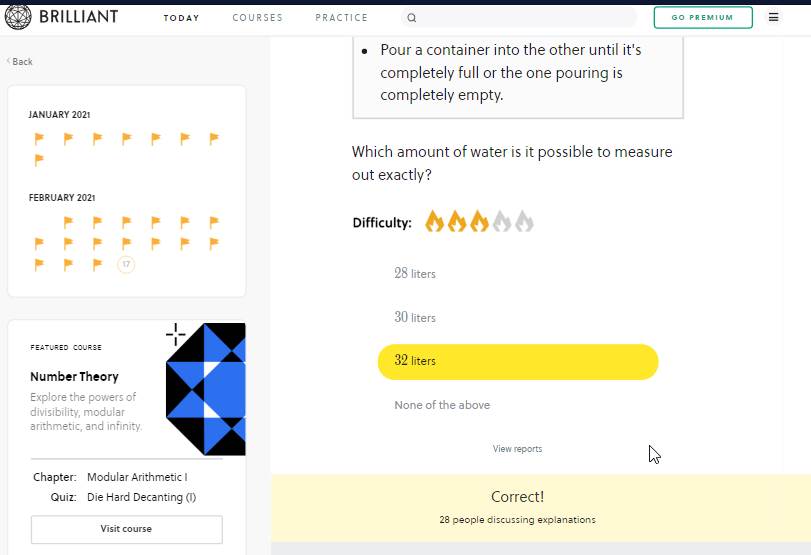 BRILLIANT
TODAY
COURSES
PRACTICE
GO PREMIUM
Back
JANUARY 2021
FEBRUARY 2021
17
FEATURED COURSE
Number Theory
Explore the powers of
divisibility, modular
arithmetic, and infinity.
Chapter: Modular Arithmetic I
Quiz: Die Hard Decanting (I)
Visit course
• Pour a container into the other until it's
completely full or the one pouring is
completely empty.
Which amount of water is it possible to measure
out exactly?
Difficulty:
28 liters
30 liters
32 liters
None of the above
View reports
Correct!
28 people discussing explanations